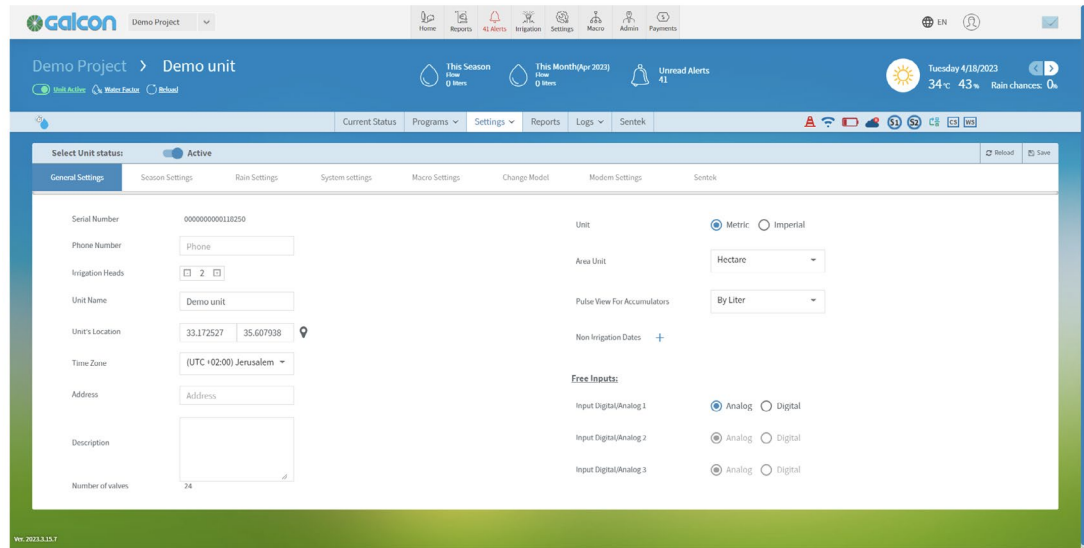 Galcon Demo Project
Home Reports 41 Alerts Irrigation Settings Macro Admin Payments
EN
Demo Project > Demo unit
Unit Active Water Factor Reload
This Season
Flow
0 liters
This Month(Apr 2023)
Flow
0 liters
Unread Alerts
41
Tuesday 4/18/2023
34°C 43% Rain chances: 0%
Current Status Programs Settings Reports Logs Sentek
S1 S2 CS WS
Select Unit status: Active
Reload Save
General Settings Season Settings Rain Settings System settings Macro Settings Change Model Modem Settings Sentek
Serial Number 0000000000118250
Phone Number Phone
Irrigation Heads 2
Unit Name Demo unit
Unit's Location 33.172527 35.607938
Time Zone (UTC +02:00) Jerusalem
Address Address
Description
Number of valves 24
Unit Metric Imperial
Area Unit Hectare
Pulse View For Accumulators By Liter
Non Irrigation Dates +
Free Inputs:
Input Digital/Analog 1 Analog Digital
Input Digital/Analog 2 Analog Digital
Input Digital/Analog 3 Analog Digital
Ver. 2023.3.15.7